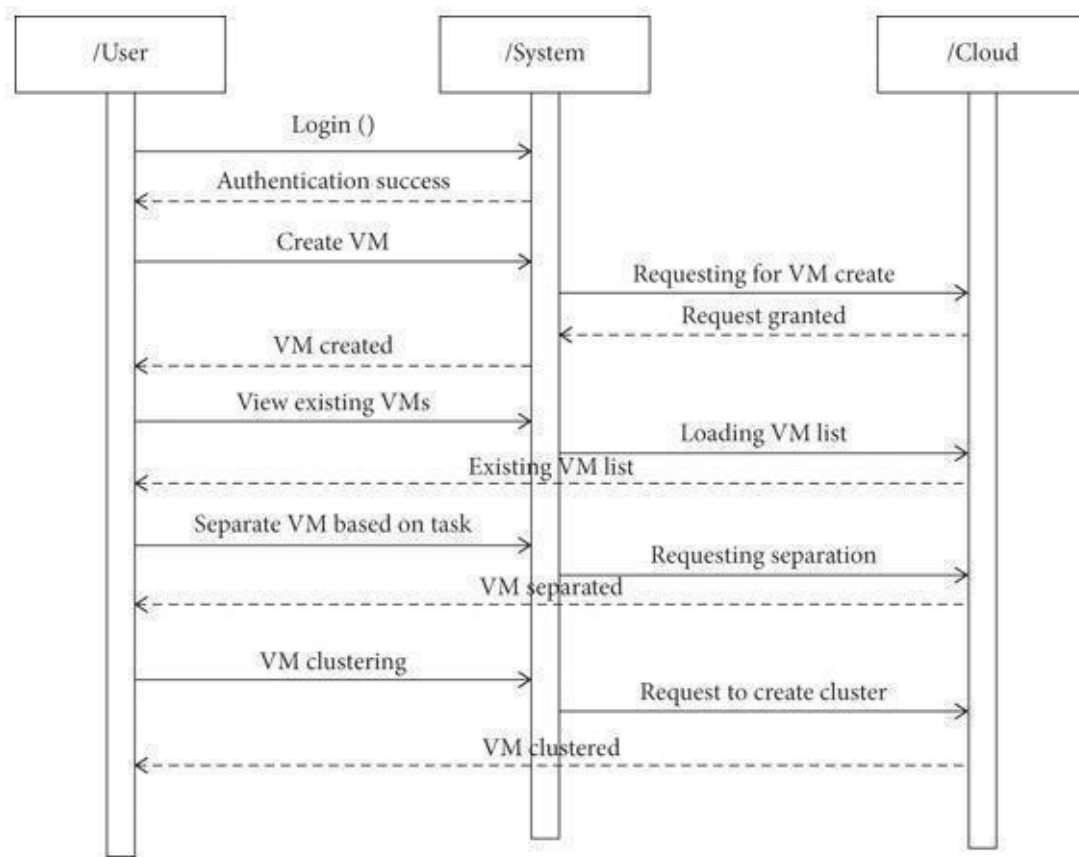 /User
/System
/Cloud
Login ()
Authentication success
Create VM
Requesting for VM create
Request granted
VM created
View existing VMs
Loading VM list
Existing VM list
Separate VM based on task
Requesting separation
VM separated
VM clustering
Request to create cluster
VM clustered